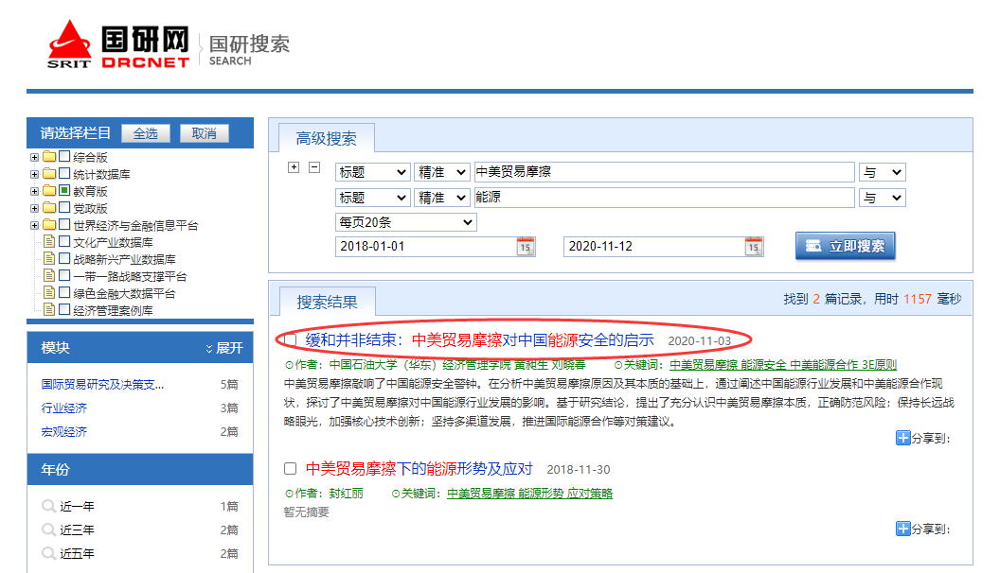 国研网
SRIT DRCNET
国研搜索
SEARCH
请选择栏目 全选 取消
综合版
统计数据库
教育版
党政版
世界经济与金融信息平台
文化产业数据库
战略新兴产业数据库
一带一路战略支撑平台
绿色金融大数据平台
经济管理案例库
模块 展开
国际贸易研究及决策支... 5篇
行业经济 3篇
宏观经济 2篇
年份
近一年 1篇
近三年 2篇
近五年 2篇
高级搜索
标题 精准 中美贸易摩擦 与
标题 精准 能源 与
每页20条
2018-01-01 15 2020-11-12 15 立即搜索
搜索结果 找到 2 篇记录，用时 1157 毫秒
缓和并非结束：中美贸易摩擦对中国能源安全的启示 2020-11-03
⊙作者：中国石油大学（华东）经济管理学院 黄昶生 刘晓春 ⊙关键词：中美贸易摩擦 能源安全 中美能源合作 3E原则
中美贸易摩擦敲响了中国能源安全警钟。在分析中美贸易摩擦原因及其本质的基础上，通过阐述中国能源行业发展和中美能源合作现
状，探讨了中美贸易摩擦对中国能源行业发展的影响。基于研究结论，提出了充分认识中美贸易摩擦本质，正确防范风险；保持长远战
略眼光，加强核心技术创新；坚持多渠道发展，推进国际能源合作等对策建议。
分享到:
中美贸易摩擦下的能源形势及应对 2018-11-30
⊙作者：封红丽 ⊙关键词：中美贸易摩擦 能源形势 应对策略
暂无摘要
分享到: